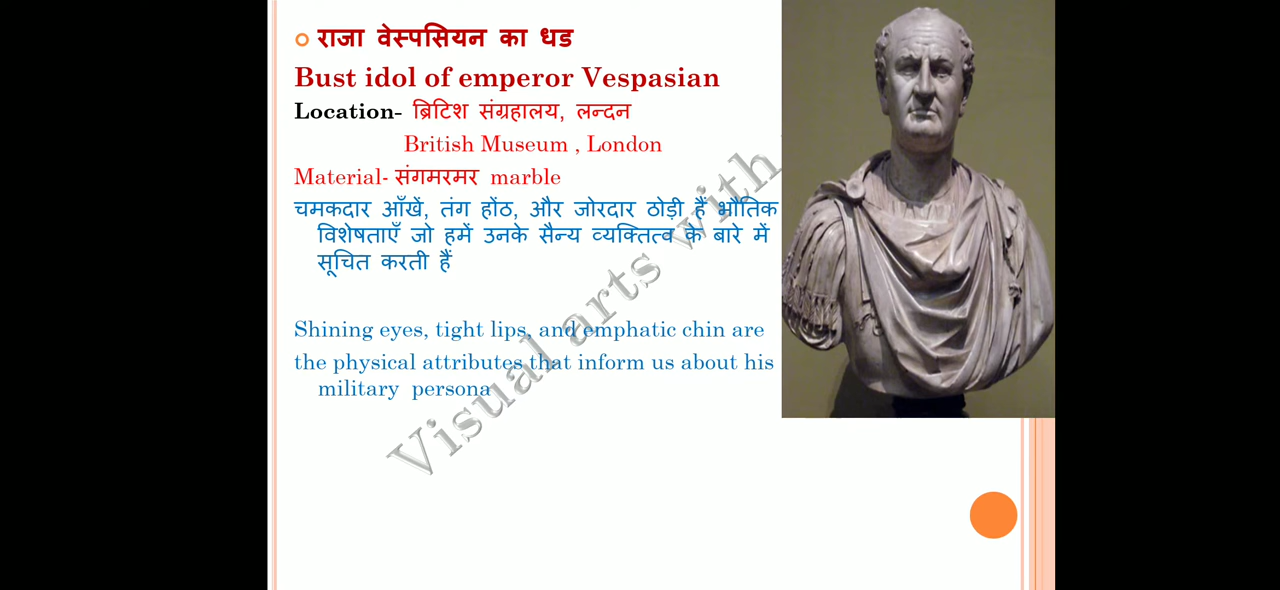 राजा वेस्पसियन का धड
Bust idol of emperor Vespasian
Location- ब्रिटिश संग्रहालय, लन्दन
British Museum , London
Material- संगमरमर marble
चमकदार आँखें, तंग होंठ, और जोरदार ठोड़ी हैं भौतिक
विशेषताएँ जो हमें उनके सैन्य व्यक्तित्व के बारे में
सूचित करती हैं
Shining eyes, tight lips, and emphatic chin are
the physical attributes that inform us about his
military persona
Visual arts with